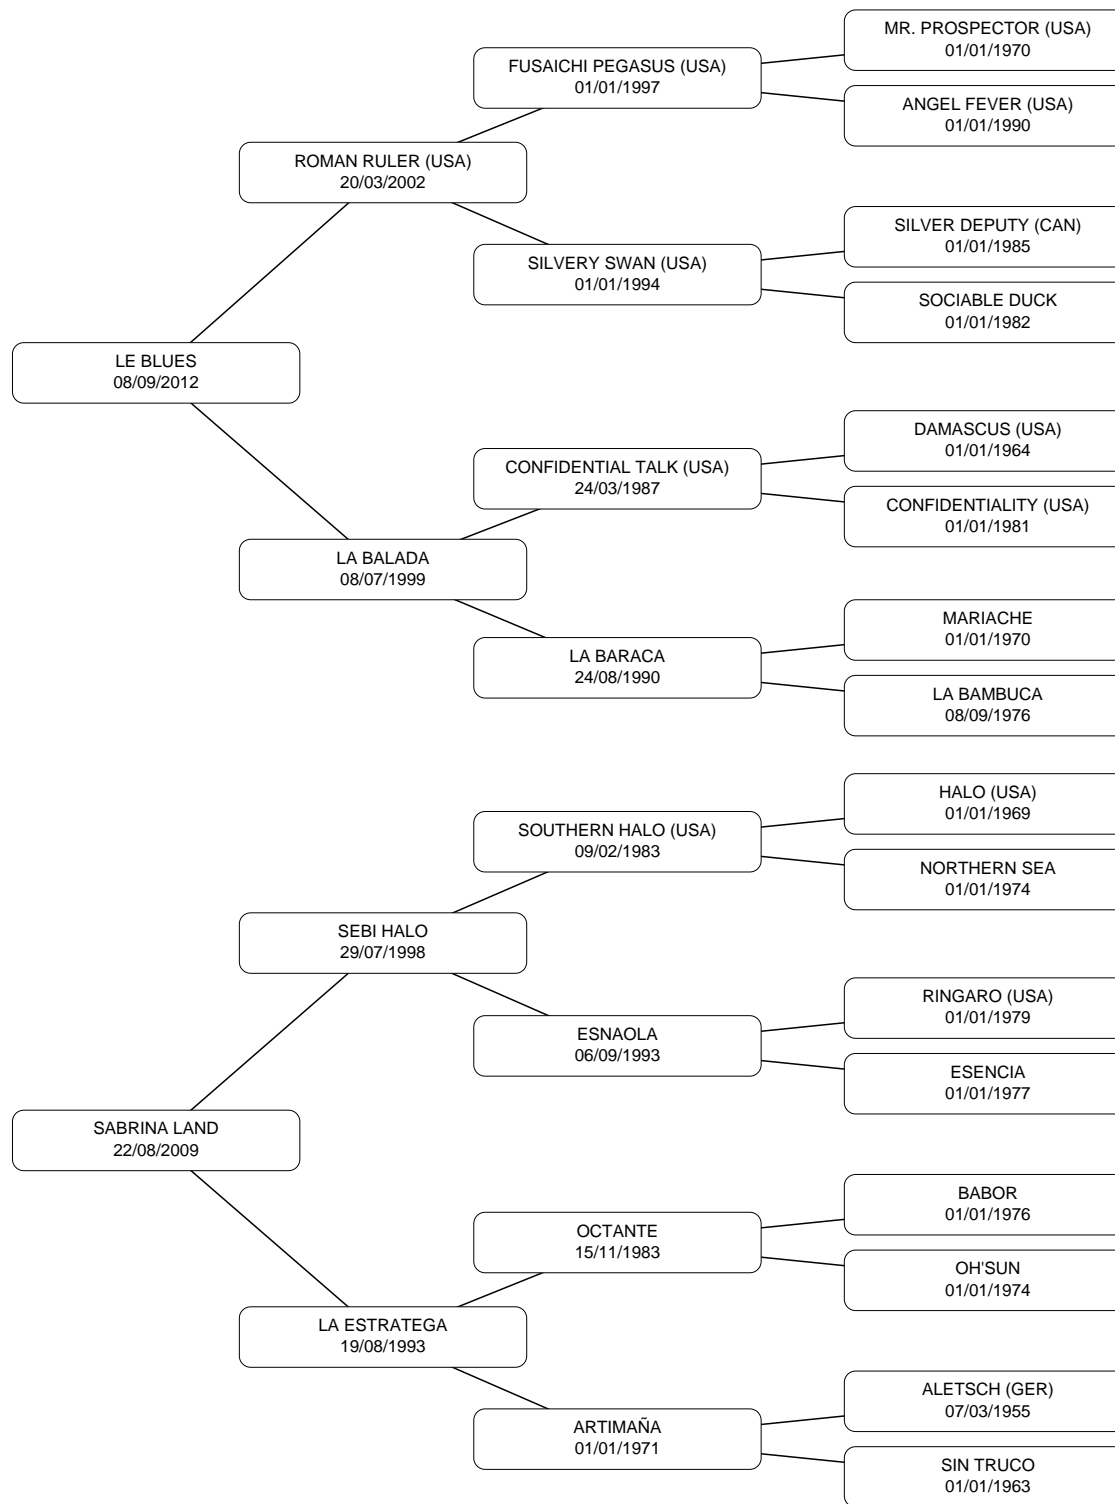 MR. PROSPECTOR (USA)
01/01/1970
FUSAICHI PEGASUS (USA)
01/01/1997
ANGEL FEVER (USA)
01/01/1990
ROMAN RULER (USA)
20/03/2002
SILVER DEPUTY (CAN)
01/01/1985
SILVERY SWAN (USA)
01/01/1994
SOCIABLE DUCK
01/01/1982
LE BLUES
08/09/2012
DAMASCUS (USA)
01/01/1964
CONFIDENTIAL TALK (USA)
24/03/1987
CONFIDENTIALITY (USA)
01/01/1981
LA BALADA
08/07/1999
MARIACHE
01/01/1970
LA BARACA
24/08/1990
LA BAMBUCA
08/09/1976
HALO (USA)
01/01/1969
SOUTHERN HALO (USA)
09/02/1983
NORTHERN SEA
01/01/1974
SEBI HALO
29/07/1998
RINGARO (USA)
01/01/1979
ESNAOLA
06/09/1993
ESENCIA
01/01/1977
SABRINA LAND
22/08/2009
BABOR
01/01/1976
OCTANTE
15/11/1983
OH'SUN
01/01/1974
LA ESTRATEGA
19/08/1993
ALETSCH (GER)
07/03/1955
ARTIMAÑA
01/01/1971
SIN TRUCO
01/01/1963